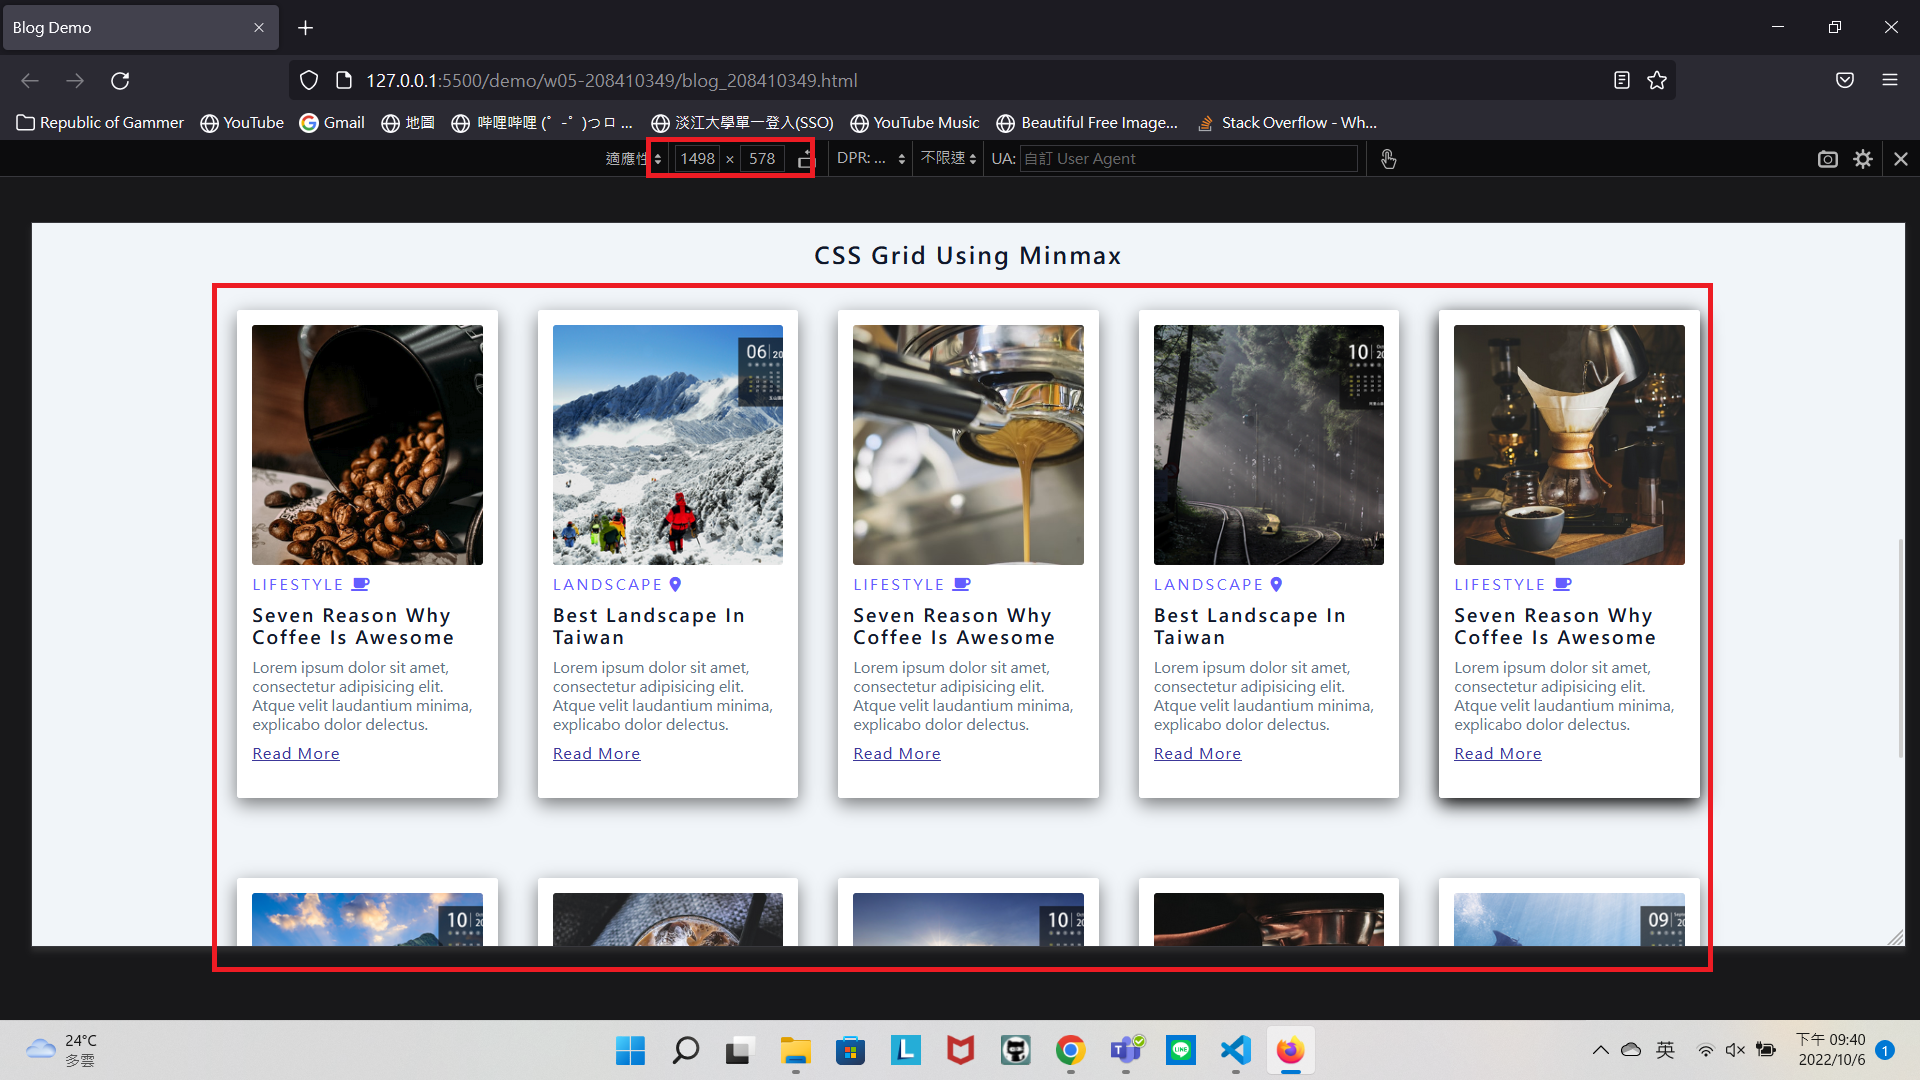 Blog Demo
127.0.0.1:5500/demo/w05-208410349/blog_208410349.html
Republic of Gammer
YouTube
Gmail
地圖
嗶哩嗶哩 (゜-゜)つロ ...
淡江大學單一登入(SSO)
YouTube Music
Beautiful Free Image...
Stack Overflow - Wh...
適應性
1498 × 578
DPR: ...
不限速
UA: 自訂 User Agent
CSS Grid Using Minmax
06
10
LIFESTYLE
Seven Reason Why
Coffee Is Awesome
Lorem ipsum dolor sit amet,
consectetur adipisicing elit.
Atque velit laudantium minima,
explicabo dolor delectus.
Read More
LANDSCAPE
Best Landscape In
Taiwan
Lorem ipsum dolor sit amet,
consectetur adipisicing elit.
Atque velit laudantium minima,
explicabo dolor delectus.
Read More
LIFESTYLE
Seven Reason Why
Coffee Is Awesome
Lorem ipsum dolor sit amet,
consectetur adipisicing elit.
Atque velit laudantium minima,
explicabo dolor delectus.
Read More
LANDSCAPE
Best Landscape In
Taiwan
Lorem ipsum dolor sit amet,
consectetur adipisicing elit.
Atque velit laudantium minima,
explicabo dolor delectus.
Read More
LIFESTYLE
Seven Reason Why
Coffee Is Awesome
Lorem ipsum dolor sit amet,
consectetur adipisicing elit.
Atque velit laudantium minima,
explicabo dolor delectus.
Read More
10
10
09
24°C
多雲
英
下午 09:40
2022/10/6
1